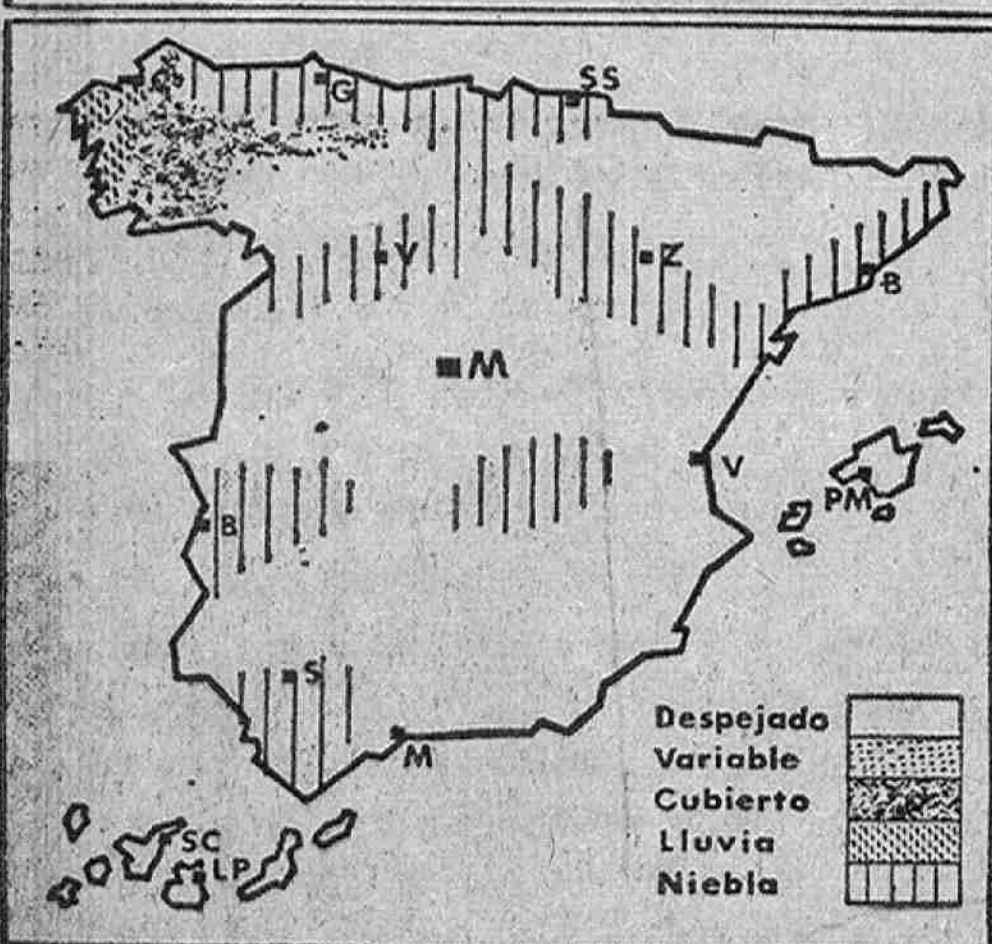 G
SS
V
Z
B
M
V
PM
B
S
M
SC
LP
Despejado
Variable
Cubierto
Lluvia
Niebla